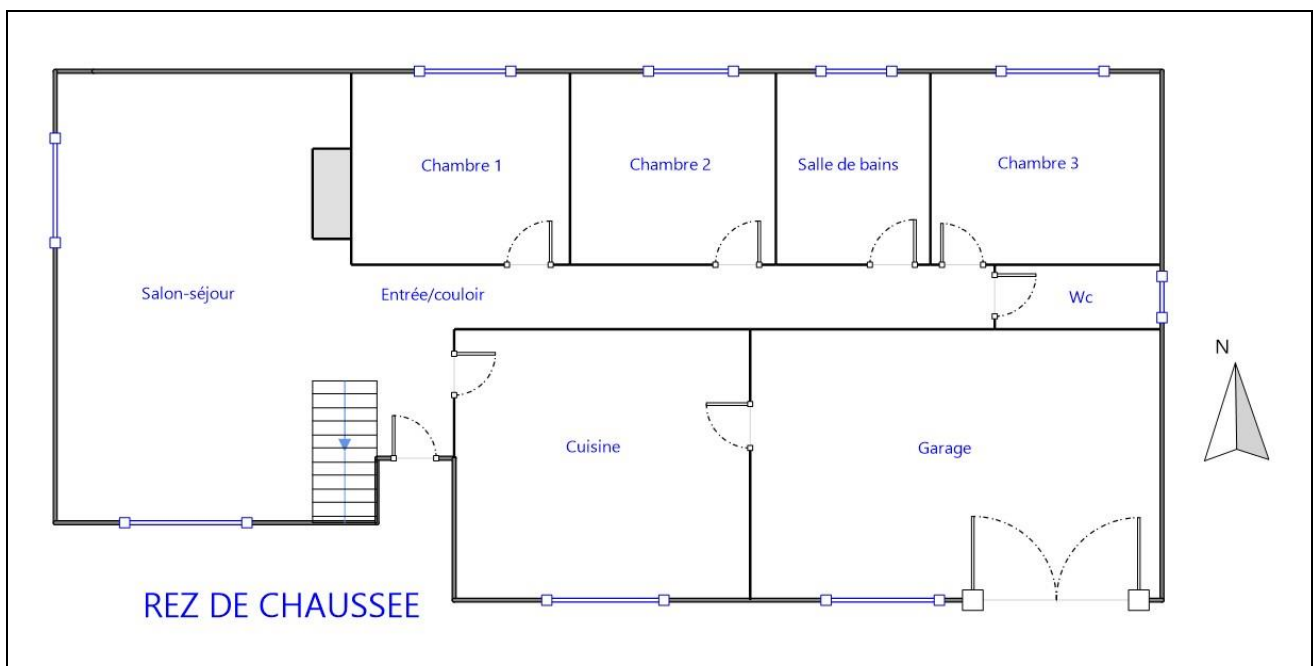 Chambre 1
Chambre 2
Salle de bains
Chambre 3
Salon-séjour
Entrée/couloir
Wc
N
Cuisine
Garage
REZ DE CHAUSSEE